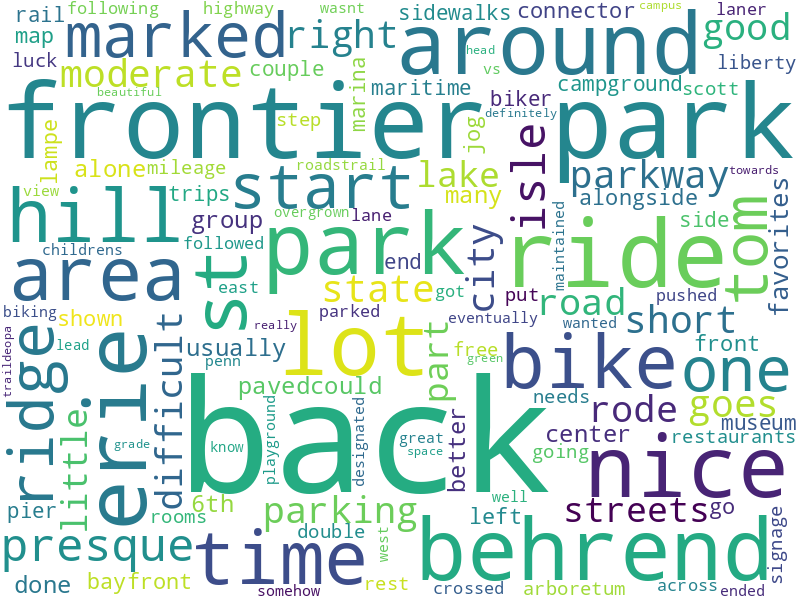 rail following highway wasnt sidewalks connector campus laner
map marked right around head good
luck moderate couple marina maritime vs biker campground scott liberty
beautiful frontier definitely park
lampe step jog
alone mileage roadstrail isle parkway towards
view hill trips start lake many alongside
group overgrown lane side
childrens followed park end city ride maintained tom favorites
area st east state got put road pushed
biking shown really parked eventually wanted short
traildeopa ridge erie lead difficult usually penn lot part free green bike front one
little pavedcould needs rode goes
grade back know playground designated great space better center museum restaurants
going nice
pier rooms 6th parking left well streets go signage
presque time double west behrend
done bayfront somehow rest crossed arboretum across ended